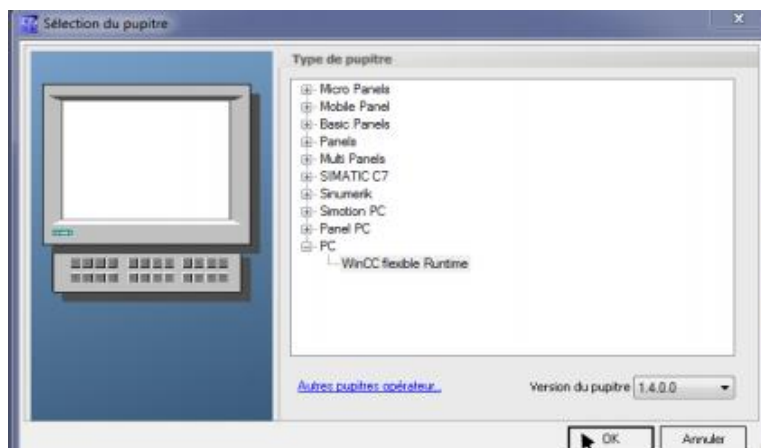 Sélection du pupitre
Type de pupitre
Micro Panels
Mobile Panel
Basic Panels
Panels
Multi Panels
SIMATIC C7
Sinumerik
Simotion PC
Panel PC
PC
WinCC flexible Runtime
Autres pupitres opérateur...
Version du pupitre 1.4.0.0
OK Annuler